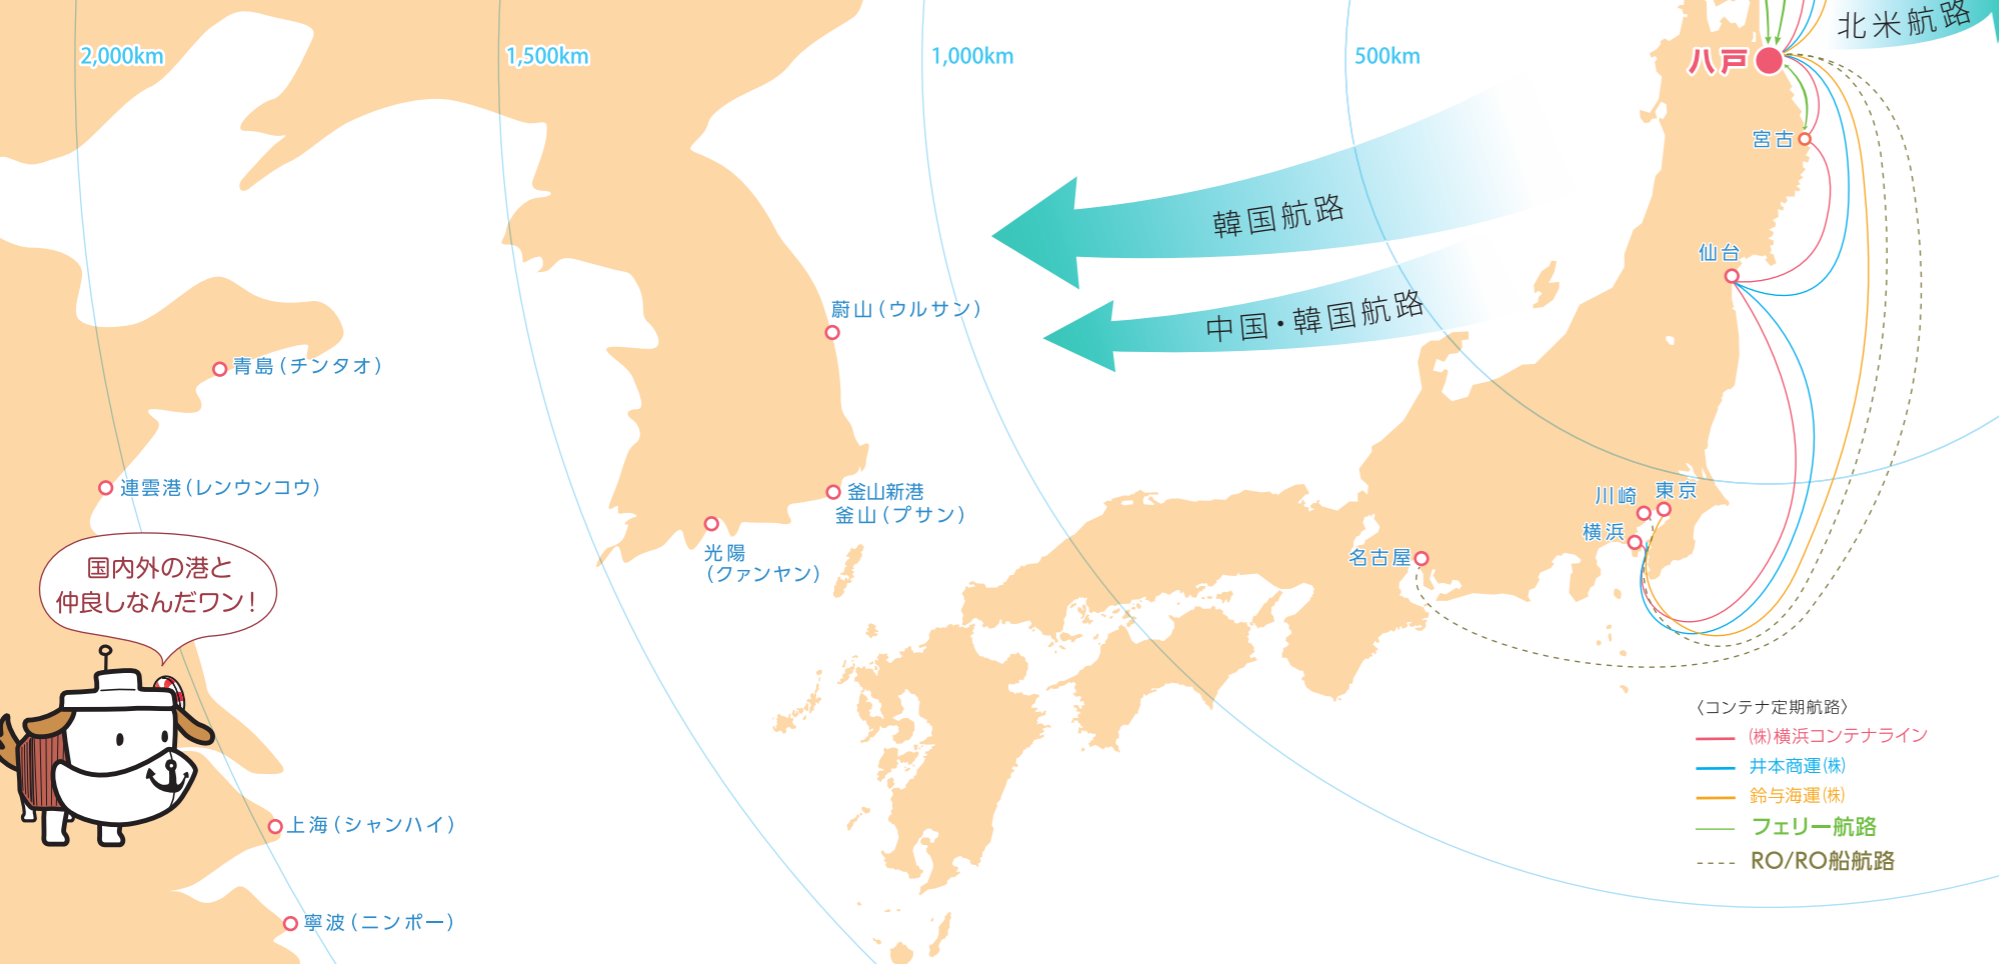 2,000km
1,500km
1,000km
500km
北米航路
八戸
宮古
仙台
韓国航路
中国・韓国航路
蔚山(ウルサン)
青島(チンタオ)
連雲港(レンウンコウ)
釜山新港
釜山(プサン)
光陽
(クァンヤン)
川崎
東京
横浜
名古屋
国内外の港と
仲良しなんだワン!
上海(シャンハイ)
寧波(ニンポー)
〈コンテナ定期航路〉
㈱横浜コンテナライン
井本商運㈱
鈴与海運㈱
フェリー航路
RO/RO船航路